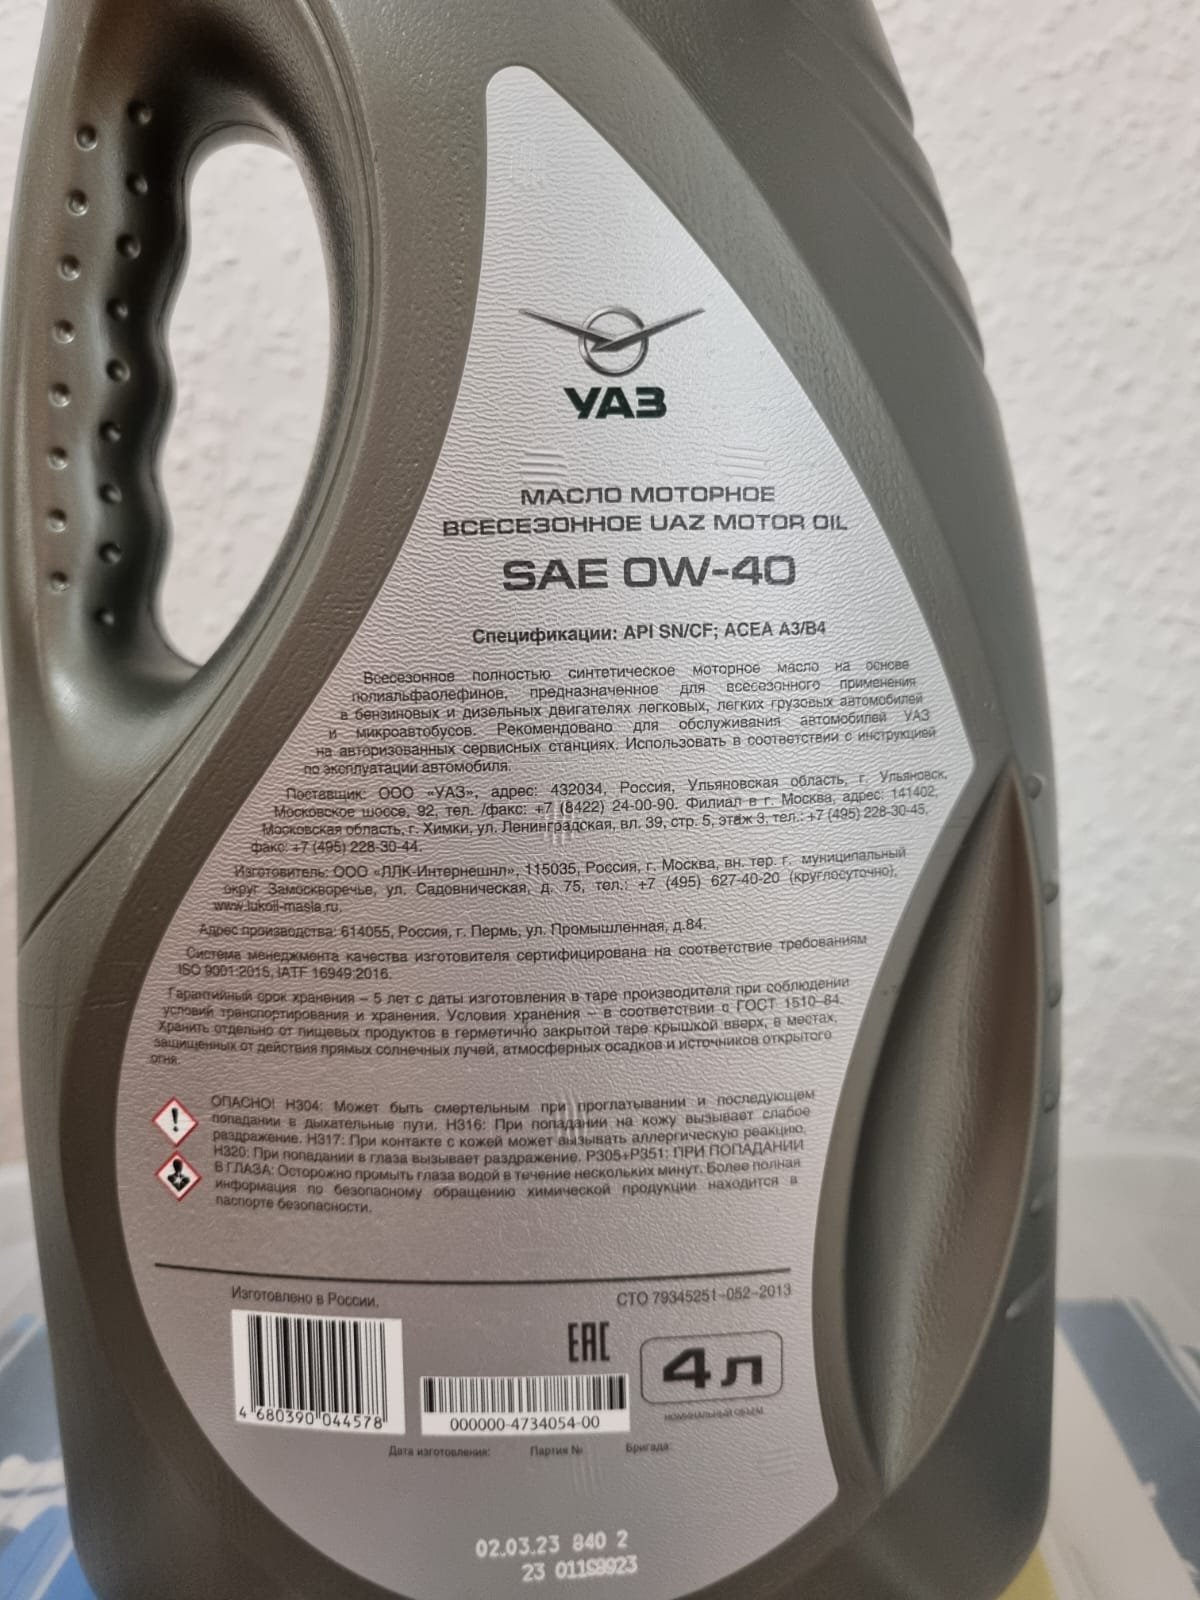 УАЗ
МАСЛО МОТОРНОЕ
ВСЕСЕЗОННОЕ UAZ MOTOR OIL
SAE 0W-40
Спецификации: API SN/CF; ACEA A3/B4
Всесезонное полностью синтетическое моторное масло на основе
полиальфаолефинов, предназначенное для всесезонного применения
в бензиновых и дизельных двигателях легковых, легких грузовых автомобилей
и микроавтобусов. Рекомендовано для обслуживания автомобилей УАЗ
на авторизованных сервисных станциях. Использовать в соответствии с инструкцией
по эксплуатации автомобиля.
Поставщик: ООО «УАЗ», адрес: 432034, Россия, Ульяновская область, г. Ульяновск,
Московское шоссе, 92, тел. /факс: +7 (8422) 24-00-90. Филиал в г. Москва, адрес: 141402,
Московская область, г. Химки, ул. Ленинградская, вл. 39, стр. 5, этаж 3, тел.: +7 (495) 228-30-45,
факс: +7 (495) 228-30-44.
Изготовитель: ООО «ЛЛК-Интернешнл», 115035, Россия, г. Москва, вн. тер. г. муниципальный
округ Замоскворечье, ул. Садовническая, д. 75, тел.: +7 (495) 627-40-20 (круглосуточно),
www.lukoil-masla.ru.
Адрес производства: 614055, Россия, г. Пермь, ул. Промышленная, д.84.
Система менеджмента качества изготовителя сертифицирована на соответствие требованиям
ISO 9001:2015, IATF 16949:2016.
Гарантийный срок хранения – 5 лет с даты изготовления в таре производителя при соблюдении
условий транспортирования и хранения. Условия хранения – в соответствии с ГОСТ 1510-84.
Хранить отдельно от пищевых продуктов в герметично закрытой таре крышкой вверх, в местах,
защищенных от действия прямых солнечных лучей, атмосферных осадков и источников открытого
огня.
ОПАСНО! H304: Может быть смертельным при проглатывании и последующем
попадании в дыхательные пути. H316: При попадании на кожу вызывает слабое
раздражение. H317: При контакте с кожей может вызывать аллергическую реакцию.
H320: При попадании в глаза вызывает раздражение. P305+P351: ПРИ ПОПАДАНИИ
В ГЛАЗА: Осторожно промыть глаза водой в течение нескольких минут. Более полная
информация по безопасному обращению химической продукции находится в
паспорте безопасности.
Изготовлено в России.
СТО 79345251-052-2013
EAC
4 л
номинальный объем
4 680390 044578
000000-4734054-00
Дата изготовления: Партия № Бригада:
02.03.23 840 2
23